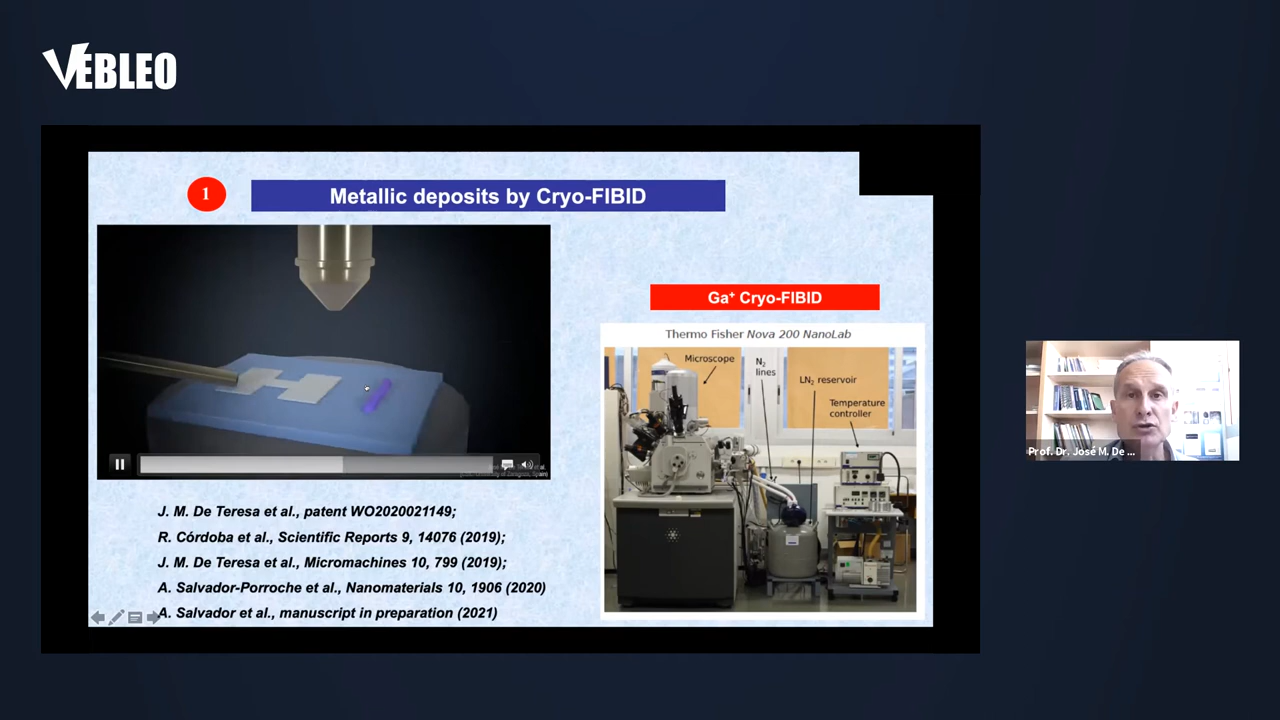 VEBLEO
1
Metallic deposits by Cryo-FIBID
Ga+ Cryo-FIBID
Thermo Fisher Nova 200 NanoLab
Microscope
N2
lines
LN2 reservoir
Temperature
controller
J. M. De Teresa et al., patent WO2020021149;
R. Córdoba et al., Scientific Reports 9, 14076 (2019);
J. M. De Teresa et al., Micromachines 10, 799 (2019);
A. Salvador-Porroche et al., Nanomaterials 10, 1906 (2020)
A. Salvador et al., manuscript in preparation (2021)
Prof. Dr. José M. De ...